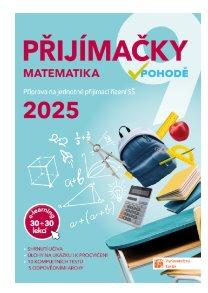 PŘIJÍMAČKY
MATEMATIKA
9
POHODĚ
Příprava na jednotné přijímací řízení SŠ
2025
e-learning
30+30
lekcí
• SHRNUTÍ UČIVA
• ÚLOHY NA UKÁZKU I K PROCVIČENÍ
• 10 KOMPLETNÍCH TESTŮ
S ODPOVĚDNÍMI ARCHY